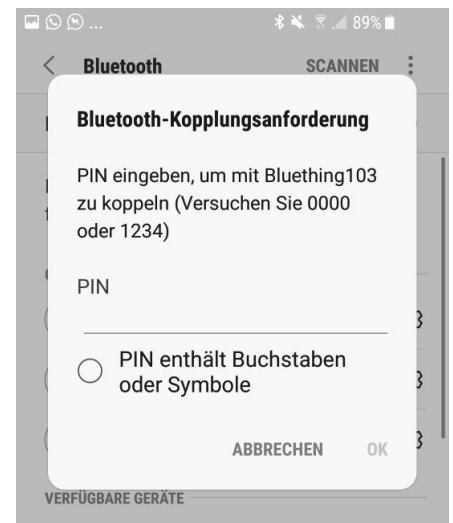 89%
Bluetooth
SCANNEN
Bluetooth-Kopplungsanforderung
PIN eingeben, um mit Bluething103
zu koppeln (Versuchen Sie 0000
oder 1234)
PIN
PIN enthält Buchstaben
oder Symbole
ABBRECHEN OK
VERFÜGBARE GERÄTE